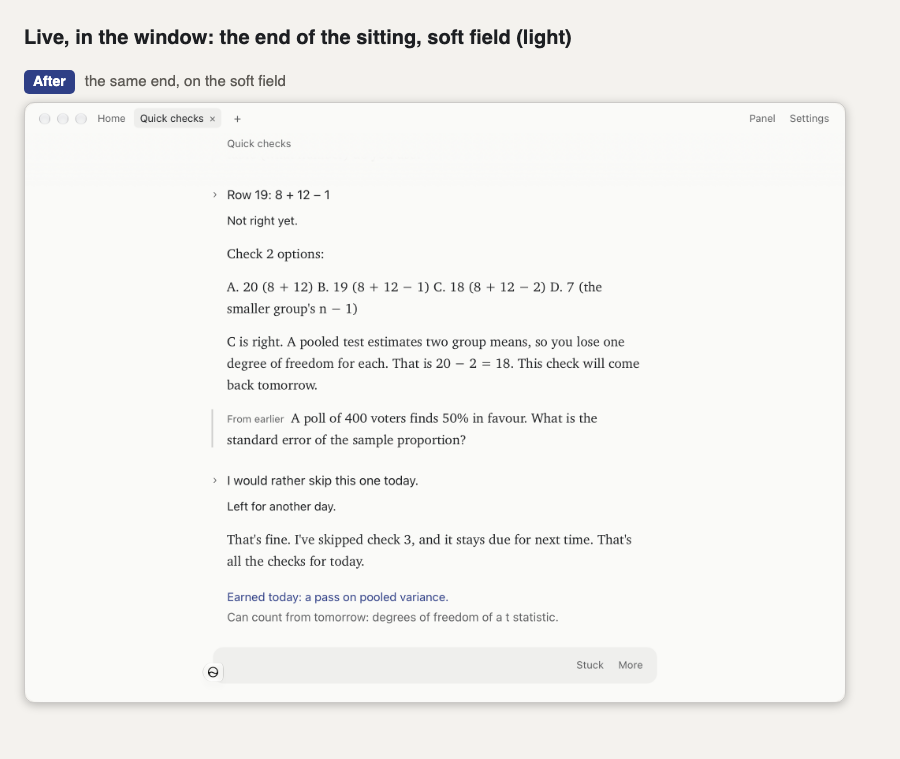 Live, in the window: the end of the sitting, soft field (light)
After the same end, on the soft field
Home Quick checks × + Panel Settings
Quick checks
› Row 19: 8 + 12 – 1
Not right yet.
Check 2 options:
A. 20 (8 + 12) B. 19 (8 + 12 − 1) C. 18 (8 + 12 − 2) D. 7 (the
smaller group's n − 1)
C is right. A pooled test estimates two group means, so you lose one
degree of freedom for each. That is 20 − 2 = 18. This check will come
back tomorrow.
From earlier A poll of 400 voters finds 50% in favour. What is the
standard error of the sample proportion?
› I would rather skip this one today.
Left for another day.
That's fine. I've skipped check 3, and it stays due for next time. That's
all the checks for today.
Earned today: a pass on pooled variance.
Can count from tomorrow: degrees of freedom of a t statistic.
Stuck More